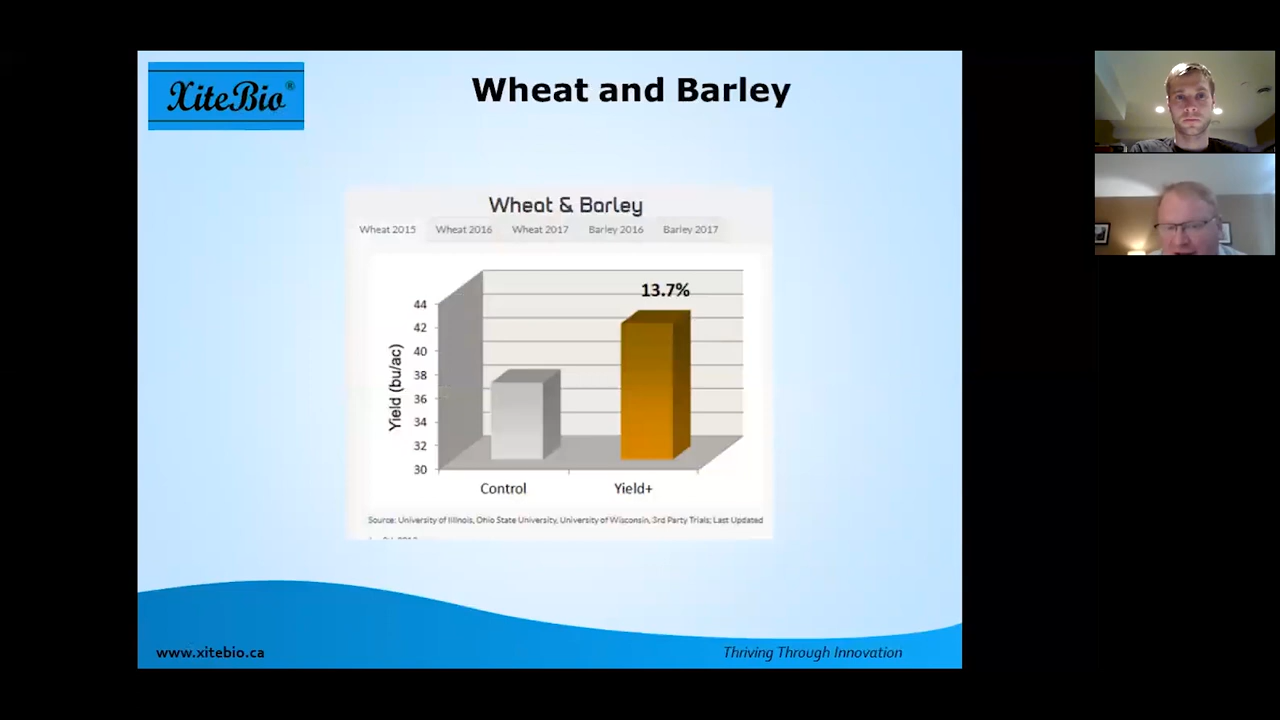 XiteBio®
Wheat and Barley
Wheat & Barley
Wheat 2015 Wheat 2016 Wheat 2017 Barley 2016 Barley 2017
13.7%
44
42
40
38
36
34
32
30
Yield (bu/ac)
Control Yield+
Source: University of Illinois, Ohio State University, University of Wisconsin, 3rd Party Trials; Last Updated
www.xitebio.ca Thriving Through Innovation